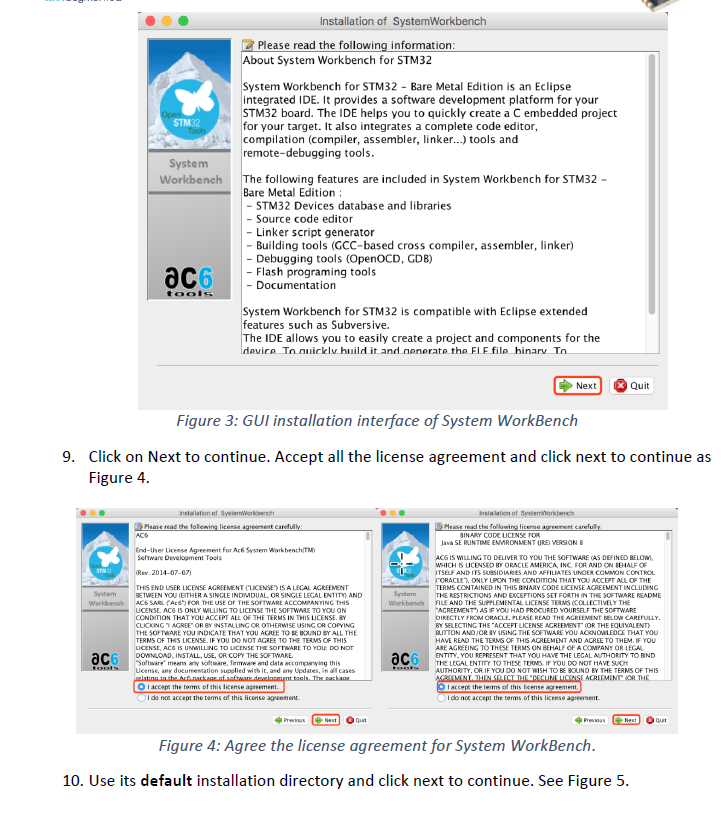 Installation of SystemWorkbench
Please read the following information:
About System Workbench for STM32
System Workbench for STM32 - Bare Metal Edition is an Eclipse
integrated IDE. It provides a software development platform for your
STM32 board. The IDE helps you to quickly create a C embedded project
for your target. It also integrates a complete code editor,
compilation (compiler, assembler, linker...) tools and
remote-debugging tools.
The following features are included in System Workbench for STM32 -
Bare Metal Edition :
- STM32 Devices database and libraries
- Source code editor
- Linker script generator
- Building tools (GCC-based cross compiler, assembler, linker)
- Debugging tools (OpenOCD, GDB)
- Flash programing tools
- Documentation
System Workbench for STM32 is compatible with Eclipse extended
features such as Subversive.
The IDE allows you to easily create a project and components for the
device. To quickly build it and generate the ELF file, binary. To
Open
STM32
Tools
System
Workbench
ac6
tools
Next
Quit
Figure 3: GUI installation interface of System WorkBench
9. Click on Next to continue. Accept all the license agreement and click next to continue as
Figure 4.
Installation of SystemWorkbench
Please read the following license agreement carefully:
AC6
End-User License Agreement for Ac6 System Workbench(TM)
Software Development Tools
(Rev. 2014-07-07)
THIS END USER LICENSE AGREEMENT ("LICENSE") IS A LEGAL AGREEMENT
BETWEEN YOU (EITHER A SINGLE INDIVIDUAL, OR SINGLE LEGAL ENTITY) AND
AC6 SARL ("Ac6") FOR THE USE OF THE SOFTWARE ACCOMPANYING THIS
LICENSE. AC6 IS ONLY WILLING TO LICENSE THE SOFTWARE TO YOU ON
CONDITION THAT YOU ACCEPT ALL OF THE TERMS IN THIS LICENSE. BY
CLICKING "I AGREE" OR BY INSTALLING OR OTHERWISE USING OR COPYING
THE SOFTWARE YOU INDICATE THAT YOU AGREE TO BE BOUND BY ALL THE
TERMS OF THIS LICENSE. IF YOU DO NOT AGREE TO THE TERMS OF THIS
LICENSE, AC6 IS UNWILLING TO LICENSE THE SOFTWARE TO YOU; DO NOT
DOWNLOAD, INSTALL, USE, OR COPY THE SOFTWARE.
"Software" means any software, firmware and data accompanying this
License, any documentation supplied with it, and any Updates, in all cases
relating to the Ac6 package of software development tools. The package
System
Workbench
ac6
tools
I accept the terms of this license agreement.
I do not accept the terms of this license agreement.
Previous
Next
Quit
Installation of SystemWorkbench
Please read the following license agreement carefully:
BINARY CODE LICENSE FOR
Java SE RUNTIME ENVIRONMENT (JRE) VERSION 8
AC6 IS WILLING TO DELIVER TO YOU THE SOFTWARE (AS DEFINED BELOW),
WHICH IS LICENSED BY ORACLE AMERICA, INC. FOR AND ON BEHALF OF
ITSELF AND ITS SUBSIDIARIES AND AFFILIATES UNDER COMMON CONTROL
("ORACLE"), ONLY UPON THE CONDITION THAT YOU ACCEPT ALL OF THE
TERMS CONTAINED IN THIS BINARY CODE LICENSE AGREEMENT INCLUDING
THE RESTRICTIONS AND EXCEPTIONS SET FORTH IN THE SOFTWARE README
FILE AND THE SUPPLEMENTAL LICENSE TERMS (COLLECTIVELY THE
"AGREEMENT") AS IF YOU HAD PROCURED YOURSELF THE SOFTWARE
DIRECTLY FROM ORACLE. PLEASE READ THE AGREEMENT BELOW CAREFULLY.
BY SELECTING THE "ACCEPT LICENSE AGREEMENT" (OR THE EQUIVALENT)
BUTTON AND/OR BY USING THE SOFTWARE YOU ACKNOWLEDGE THAT YOU
HAVE READ THE TERMS OF THIS AGREEMENT AND AGREE TO THEM. IF YOU
ARE AGREEING TO THESE TERMS ON BEHALF OF A COMPANY OR LEGAL
ENTITY, YOU REPRESENT THAT YOU HAVE THE LEGAL AUTHORITY TO BIND
THE LEGAL ENTITY TO THESE TERMS. IF YOU DO NOT HAVE SUCH
AUTHORITY, OR IF YOU DO NOT WISH TO BE BOUND BY THE TERMS OF THIS
AGREEMENT, THEN SELECT THE "DECLINE LICENSE AGREEMENT" (OR THE
System
Workbench
ac6
tools
I accept the terms of this license agreement.
I do not accept the terms of this license agreement.
Previous
Next
Quit
Figure 4: Agree the license agreement for System WorkBench.
10. Use its default installation directory and click next to continue. See Figure 5.